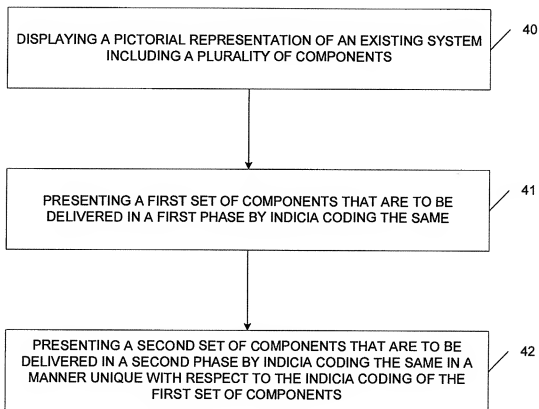 DISPLAYING A PICTORIAL REPRESENTATION OF AN EXISTING SYSTEM
INCLUDING A PLURALITY OF COMPONENTS
40
PRESENTING A FIRST SET OF COMPONENTS THAT ARE TO BE
DELIVERED IN A FIRST PHASE BY INDICIA CODING THE SAME
41
PRESENTING A SECOND SET OF COMPONENTS THAT ARE TO BE
DELIVERED IN A SECOND PHASE BY INDICIA CODING THE SAME IN A
MANNER UNIQUE WITH RESPECT TO THE INDICIA CODING OF THE
FIRST SET OF COMPONENTS
42